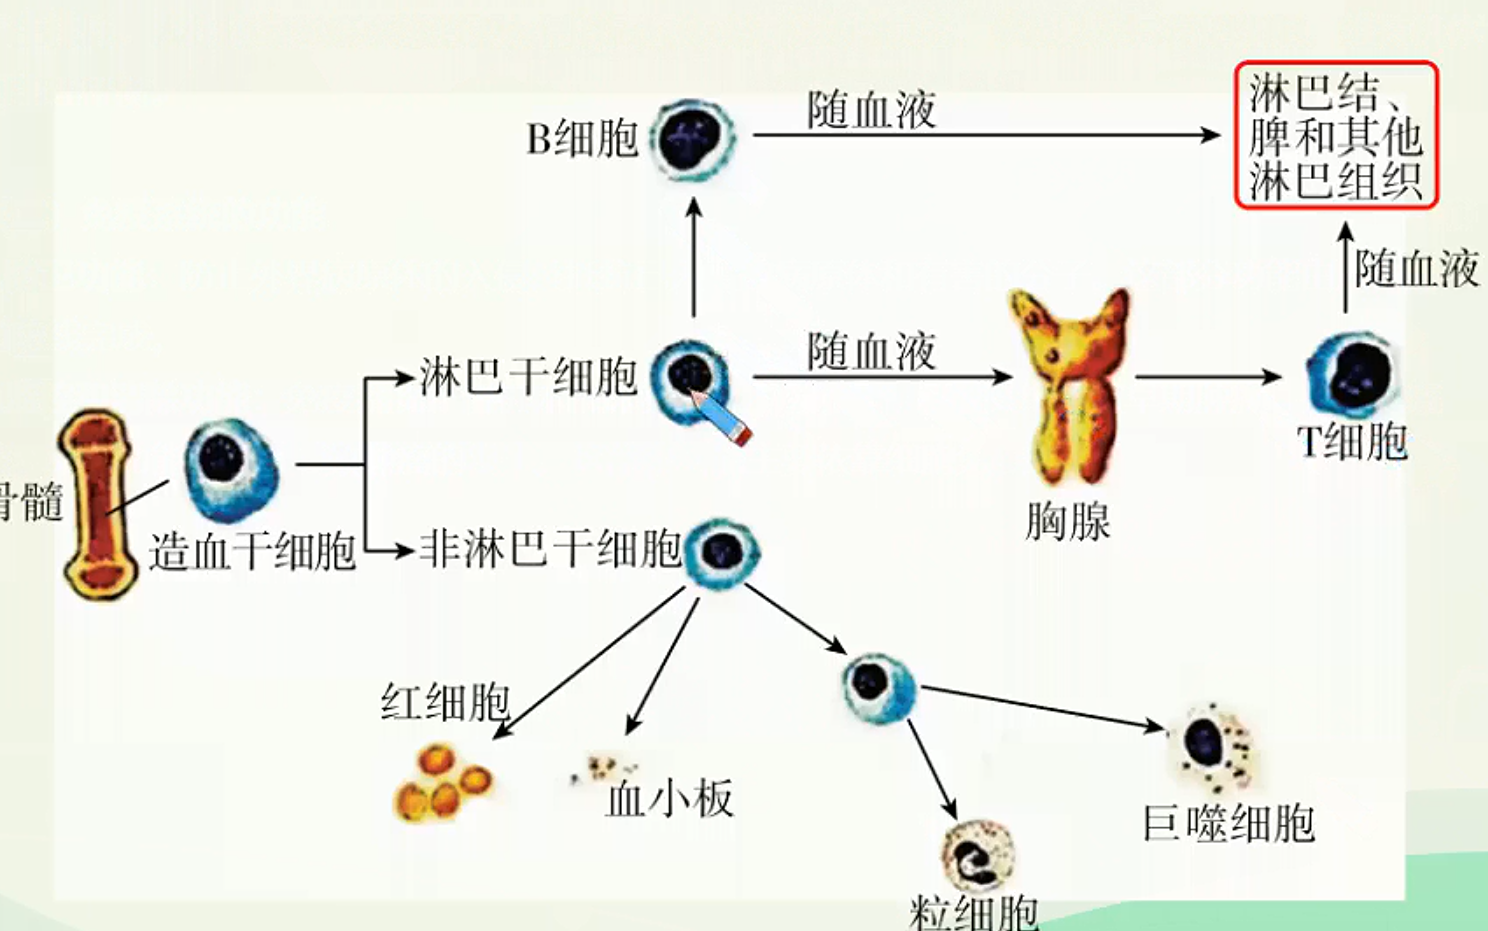 随血液
淋巴结、
脾和其他
淋巴组织
B细胞
随血液
淋巴干细胞
随血液
T细胞
骨髓
胸腺
造血干细胞
非淋巴干细胞
红细胞
血小板
巨噬细胞
粒细胞